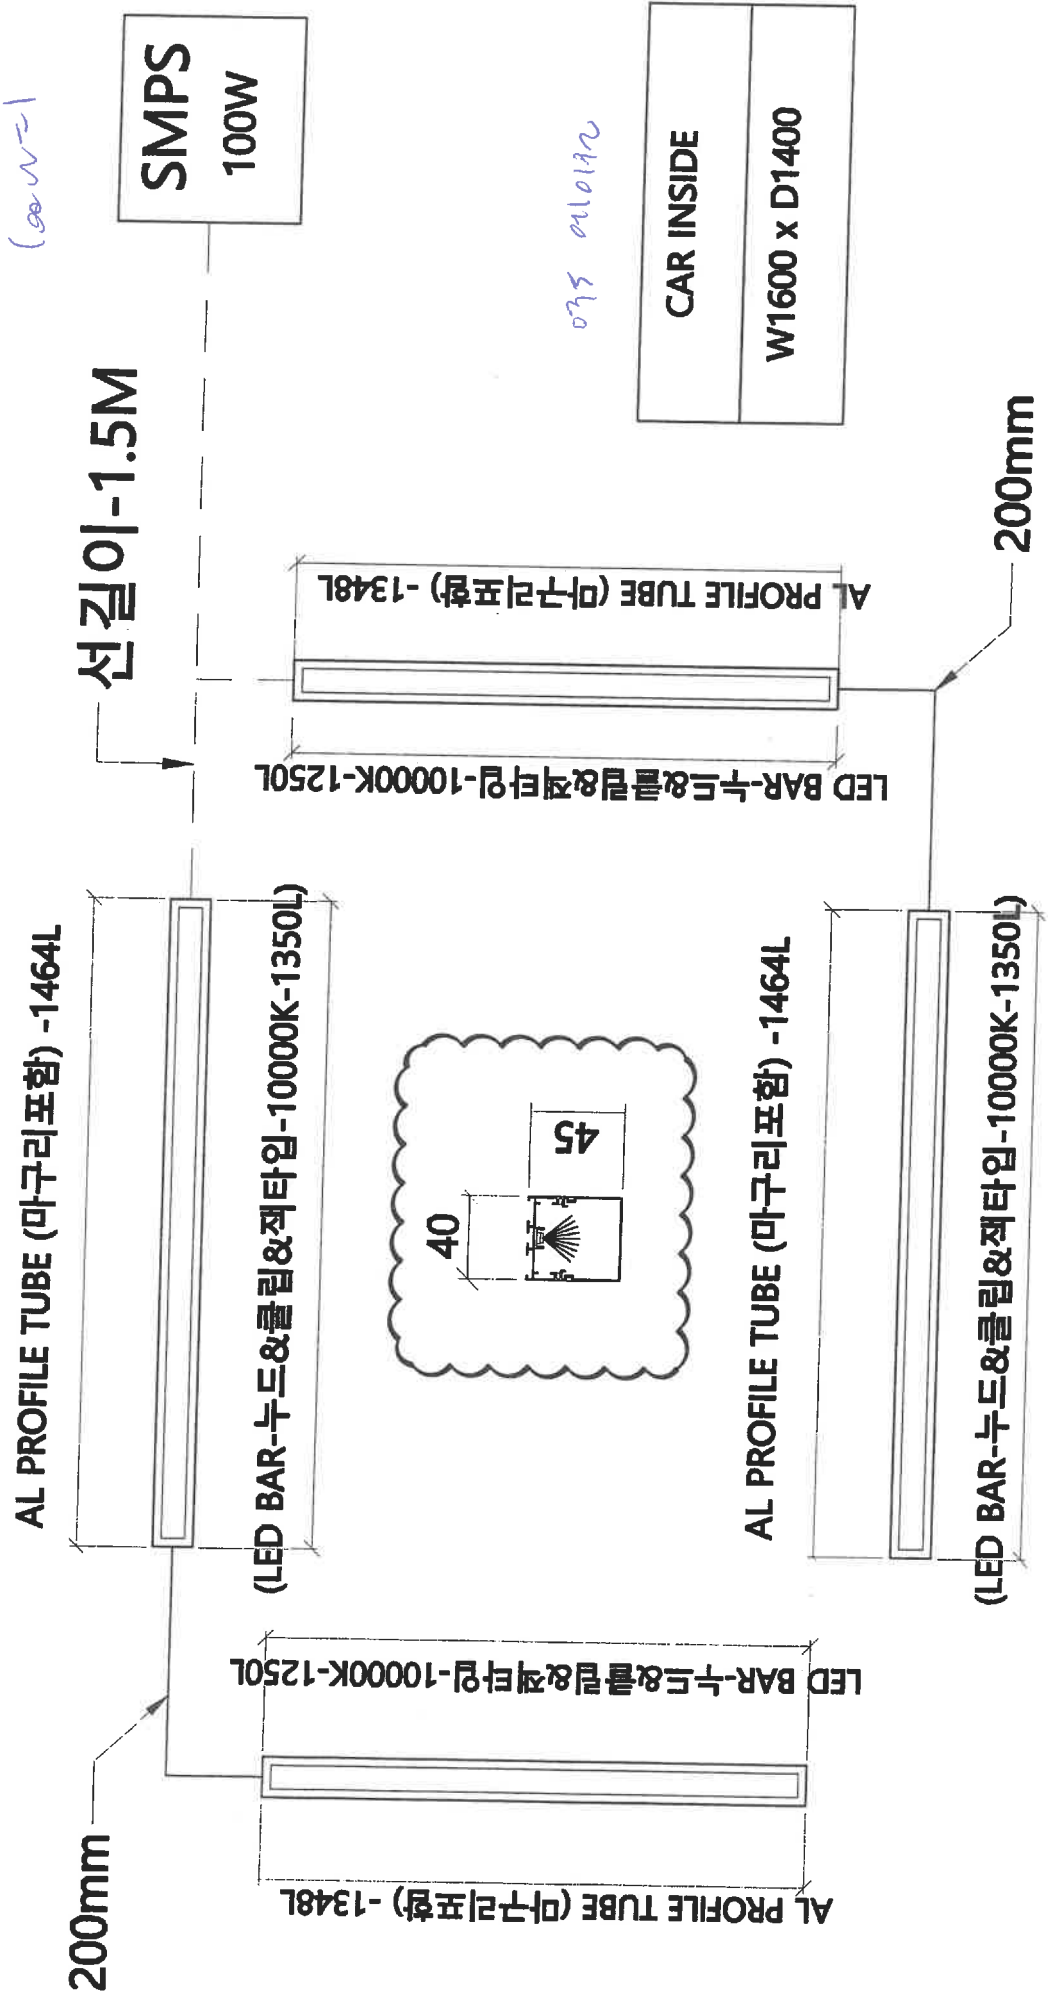 SMPS
100W
선길이-1.5M
AL PROFILE TUBE (마구리포함) -1464L
(LED BAR-누드&클립&잭타입-10000K-1350L)
200mm
AL PROFILE TUBE (마구리포함) -1348L
LED BAR-누드&클립&잭타입-10000K-1250L
40
45
LED BAR-누드&클립&잭타입-10000K-1250L
AL PROFILE TUBE (마구리포함) -1348L
CAR INSIDE
W1600 x D1400
AL PROFILE TUBE (마구리포함) -1464L
(LED BAR-누드&클립&잭타입-10000K-1350L)
200mm